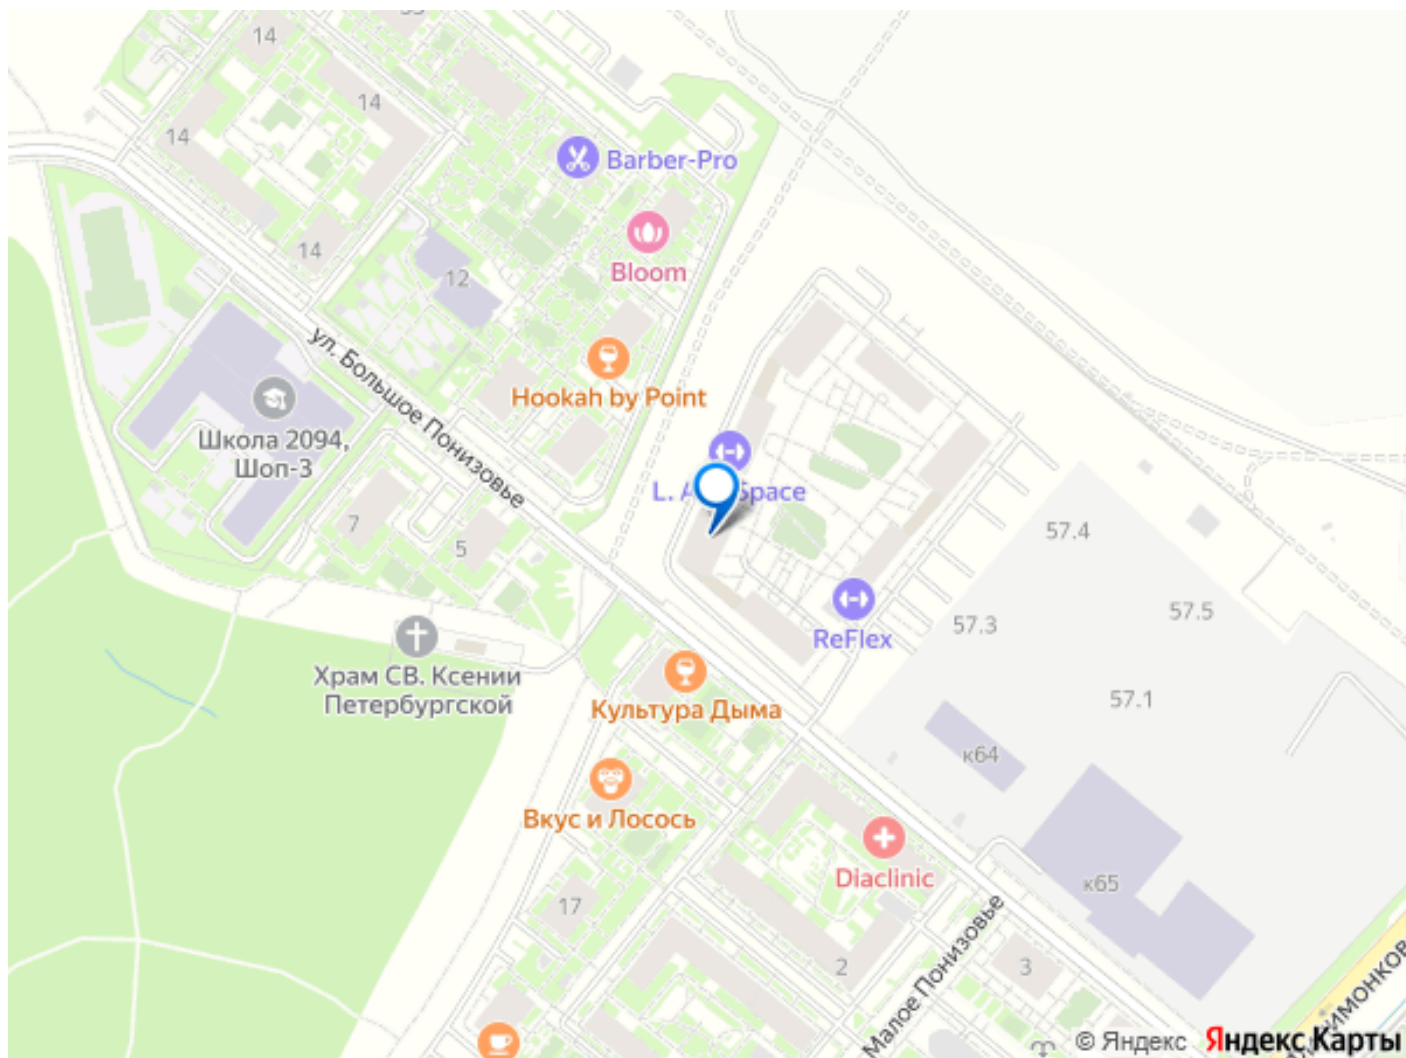 14
14
14
14
Barber-Pro
Bloom
12
Hookah by Point
ул. Большое Понизовье
Школа 2094,
Шоп-3
7
5
Space
57.4
57.5
57.3
57.1
ReFlex
Храм СВ. Ксении
Петербургской
Культура Дыма
к64
Вкус и Лосось
Diaclinic
к65
17
2
3
Малое Понизовье
© Яндекс Яндекс Карты